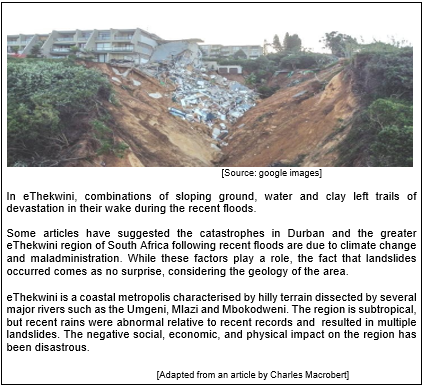 [Source: google images]
In eThekwini, combinations of sloping ground, water and clay left trails of
devastation in their wake during the recent floods.
Some articles have suggested the catastrophes in Durban and the greater
eThekwini region of South Africa following recent floods are due to climate change
and maladministration. While these factors play a role, the fact that landslides
occurred comes as no surprise, considering the geology of the area.
eThekwini is a coastal metropolis characterised by hilly terrain dissected by several
major rivers such as the Umgeni, Mlazi and Mbokodweni. The region is subtropical,
but recent rains were abnormal relative to recent records and resulted in multiple
landslides. The negative social, economic, and physical impact on the region has
been disastrous.
[Adapted from an article by Charles Macrobert]